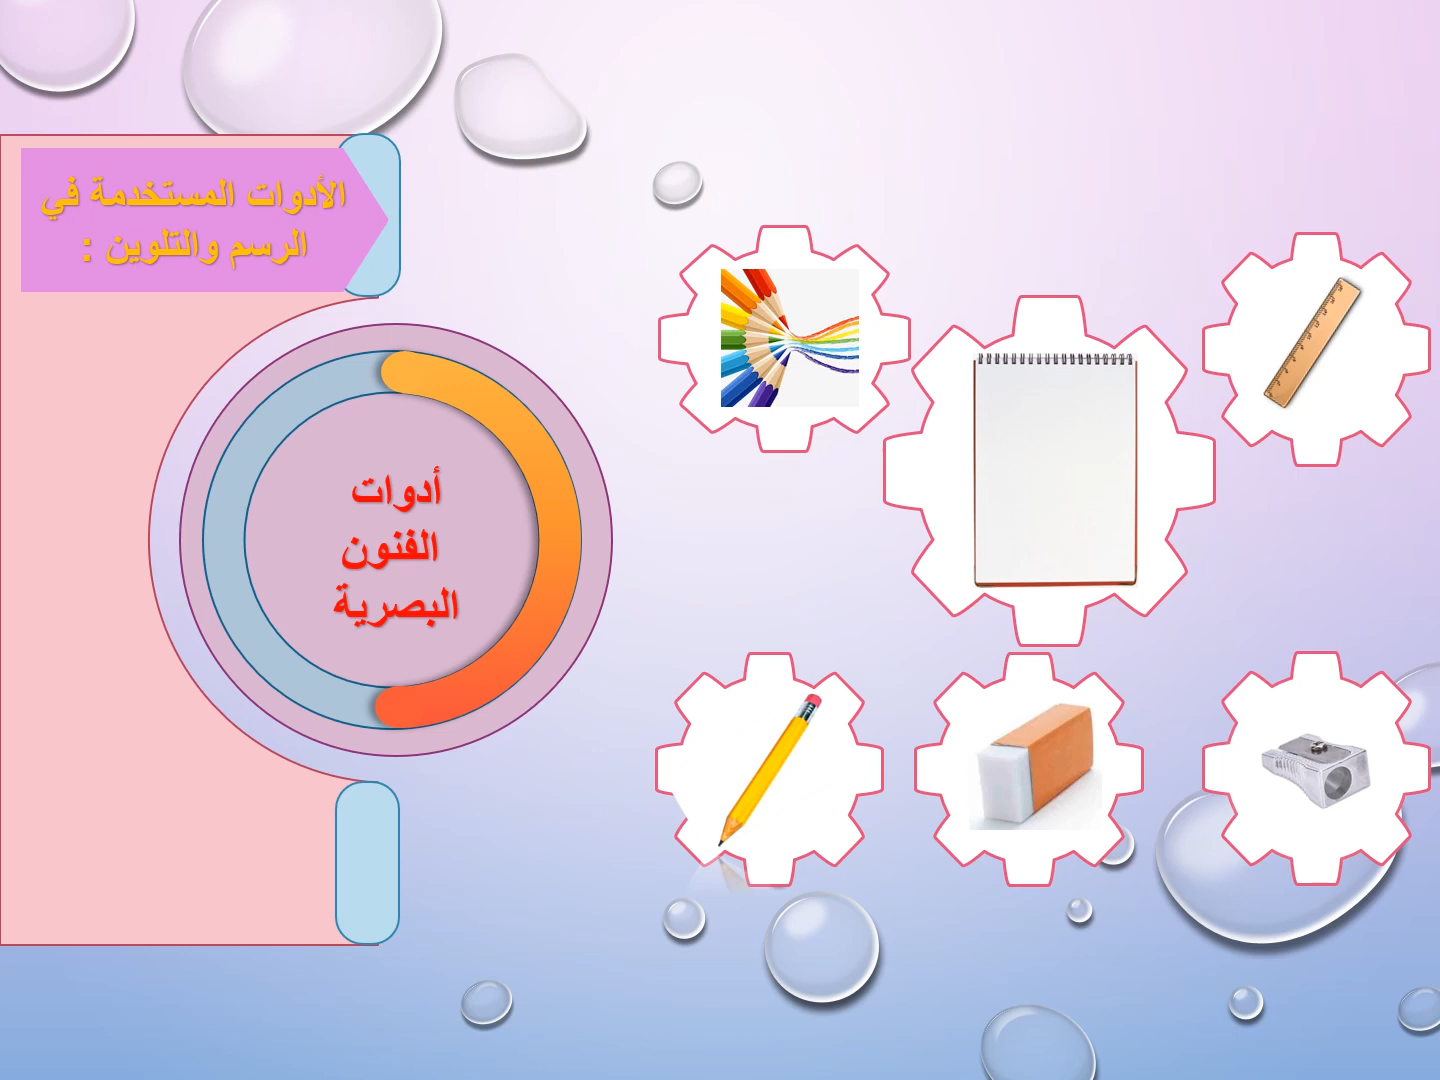 الأدوات المستخدمة في
الرسم والتلوين :
أدوات
الفنون
البصرية